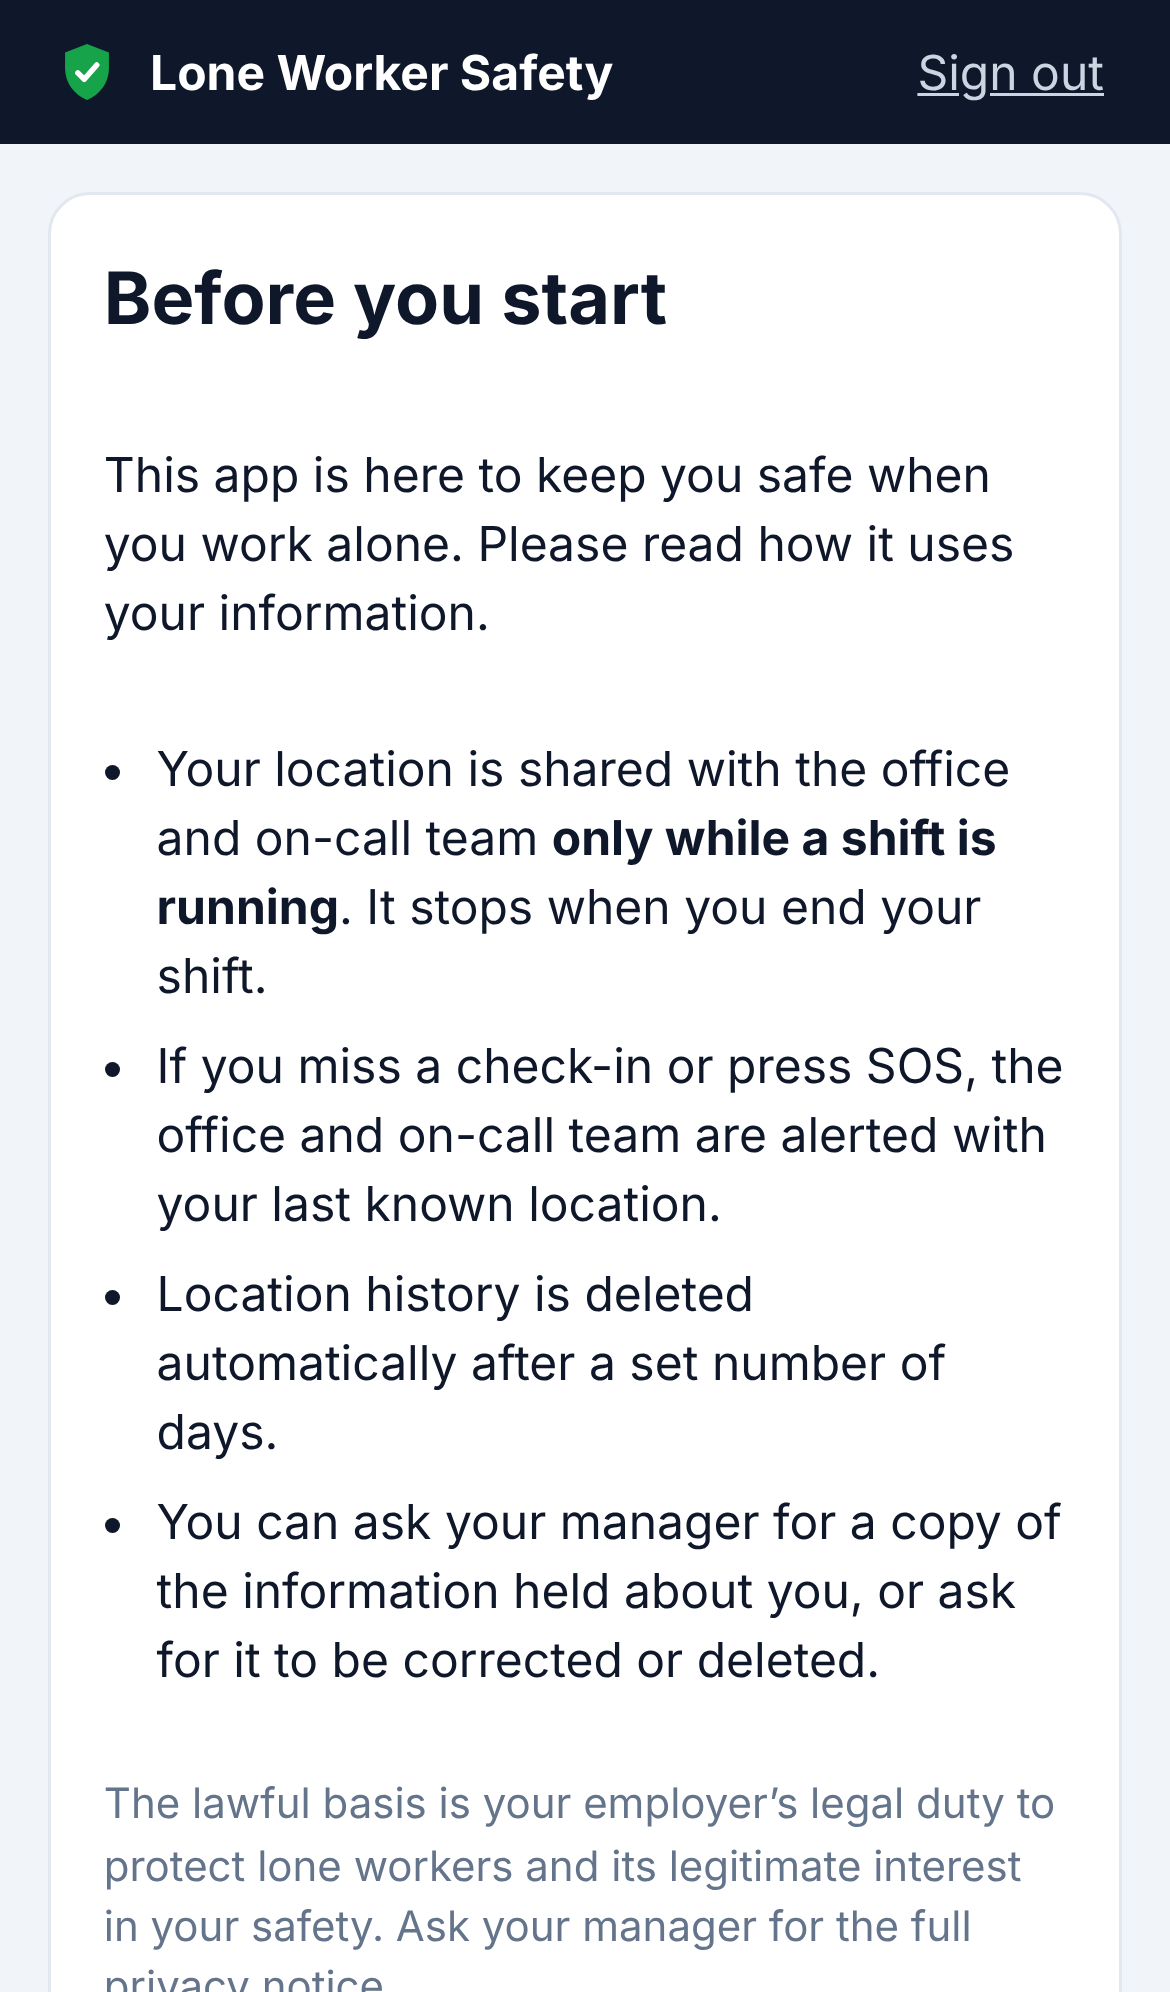 Lone Worker Safety
Sign out
Before you start
This app is here to keep you safe when
you work alone. Please read how it uses
your information.
• Your location is shared with the office
and on-call team only while a shift is
running. It stops when you end your
shift.
• If you miss a check-in or press SOS, the
office and on-call team are alerted with
your last known location.
• Location history is deleted
automatically after a set number of
days.
• You can ask your manager for a copy of
the information held about you, or ask
for it to be corrected or deleted.
The lawful basis is your employer’s legal duty to
protect lone workers and its legitimate interest
in your safety. Ask your manager for the full
privacy notice